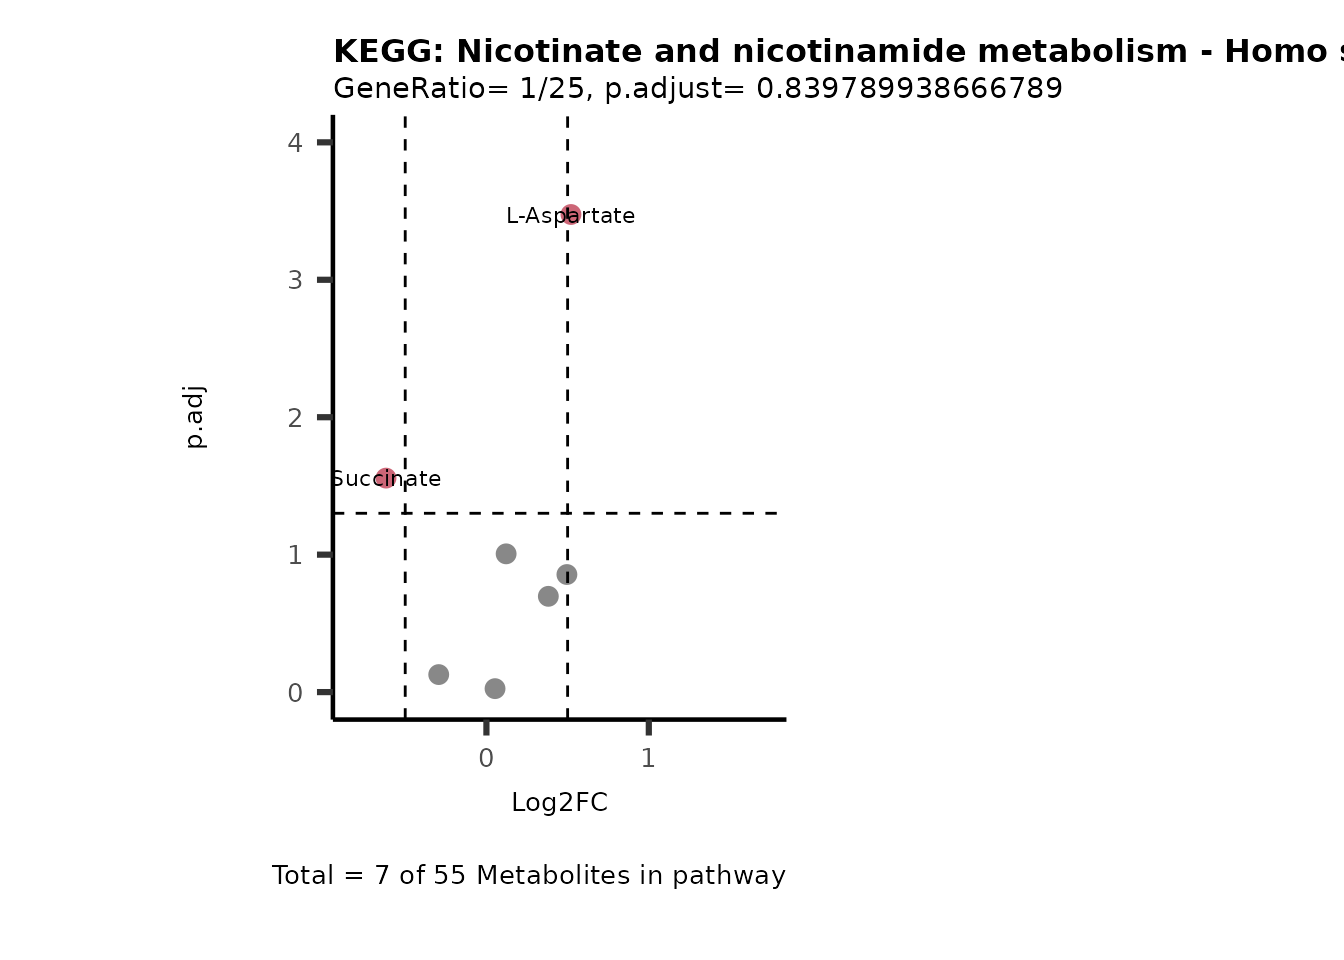 KEGG: Nicotinate and nicotinamide metabolism - Homo
GeneRatio= 1/25, p.adjust= 0.839789938666789
4
L-Aspartate
3
p.adj
2
Succinate
1
0
0 1
Log2FC
Total = 7 of 55 Metabolites in pathway